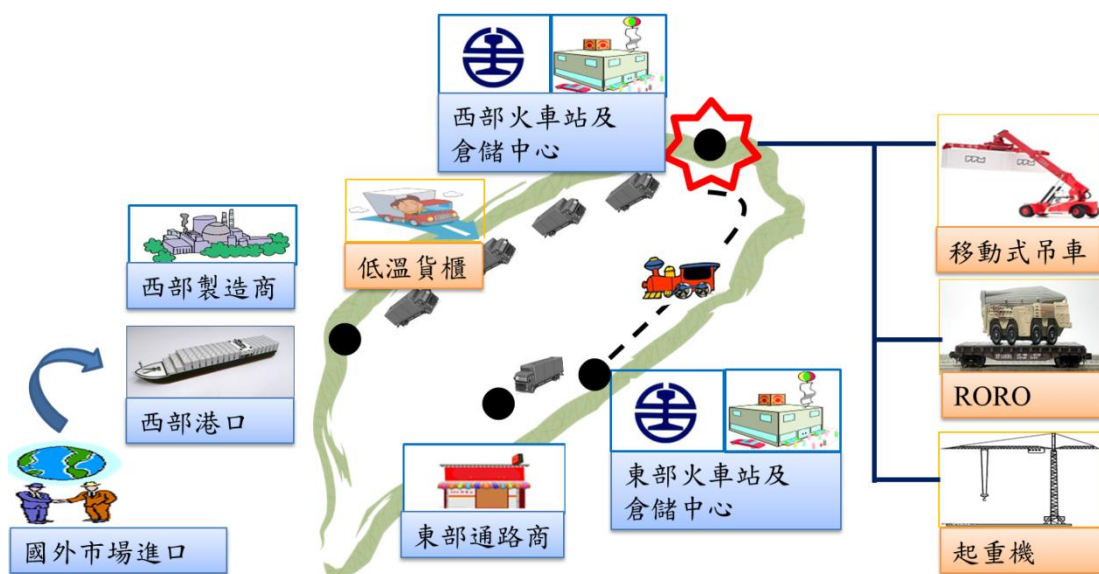 西部火車站及
倉儲中心
低溫貨櫃
西部製造商
西部港口
國外市場進口
東部通路商
東部火車站及
倉儲中心
移動式吊車
RORO
起重機